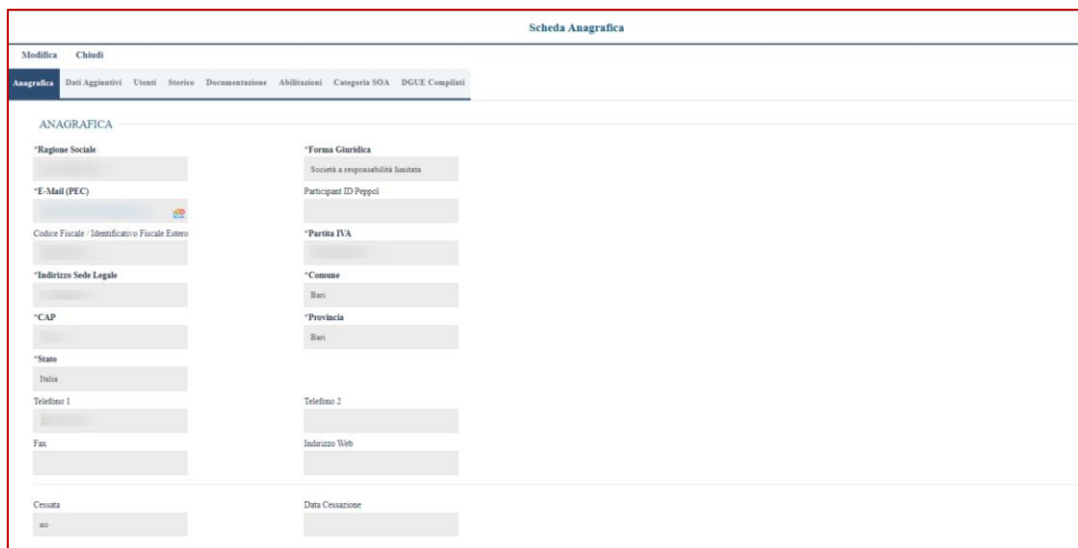 Scheda Anagrafica
Modifica Chiudi
Anagrafica Dati Aggiuntivi Utenti Storico Documentazione Abilitazioni Categoria SOA DGUE Compilati
ANAGRAFICA
*Ragione Sociale *Forma Giuridica
Società a responsabilità limitata
*E-Mail (PEC) Participant ID Peppol
Codice Fiscale / Identificativo Fiscale Estero *Partita IVA
*Indirizzo Sede Legale *Comune
Bari
*CAP *Provincia
Bari
*Stato
Italia
Telefono 1 Telefono 2
Fax Indirizzo Web
Cessata Data Cessazione
no